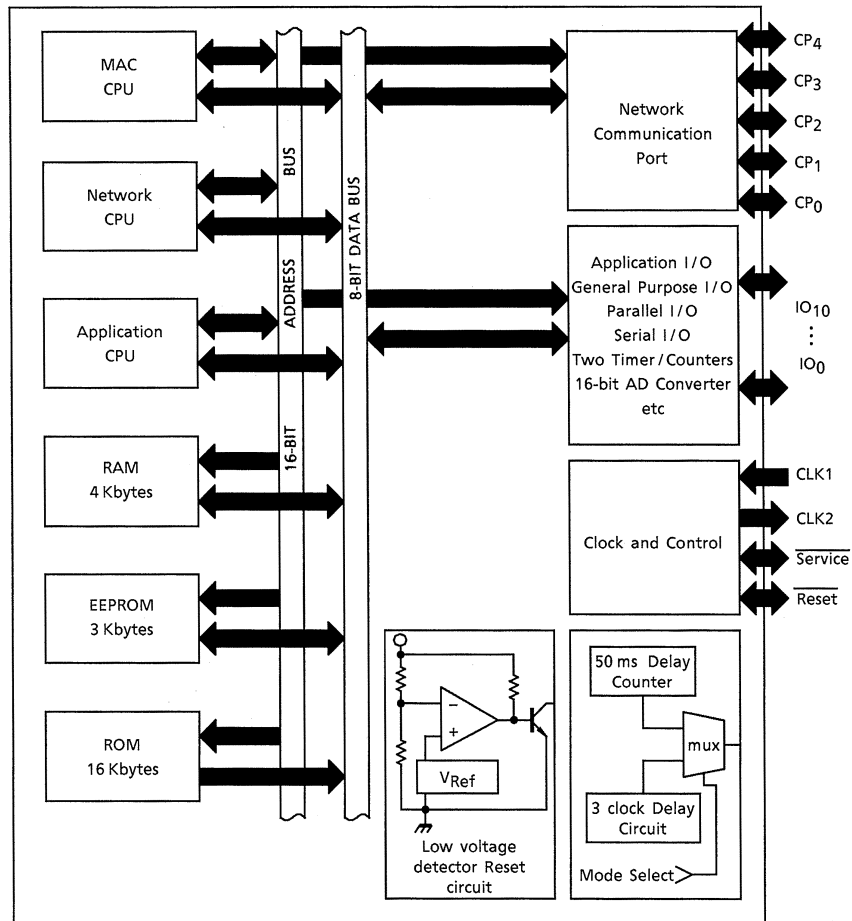 MAC
CPU
Network
CPU
Application
CPU
RAM
4 Kbytes
EEPROM
3 Kbytes
ROM
16 Kbytes
16-BIT ADDRESS BUS
8-BIT DATA BUS
Network
Communication
Port
CP4
CP3
CP2
CP1
CP0
Application I/O
General Purpose I/O
Parallel I/O
Serial I/O
Two Timer/Counters
16-bit AD Converter
etc
IO10
⋮
IO0
Clock and Control
CLK1
CLK2
Service
Reset
−
+
VRef
Low voltage
detector Reset
circuit
50 ms Delay
Counter
mux
3 clock Delay
Circuit
Mode Select